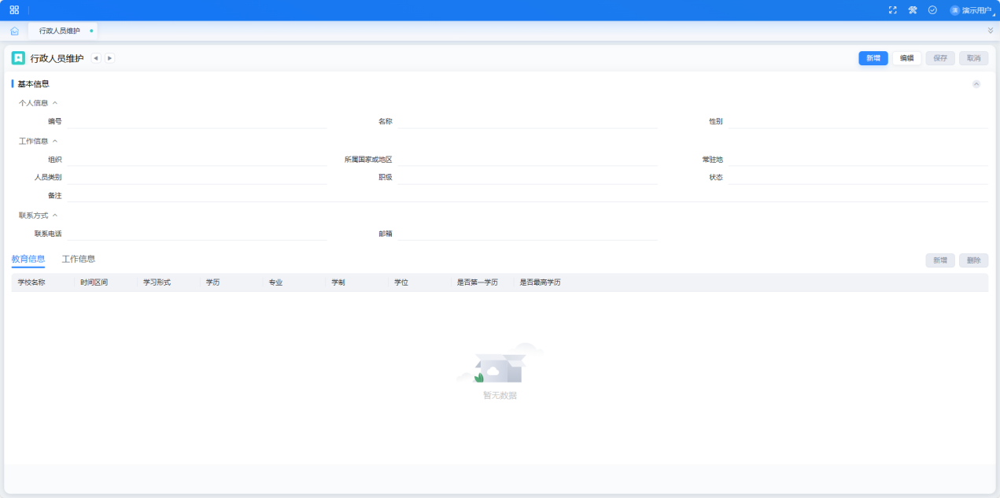 演 演示用户
行政人员维护
行政人员维护 新增 编辑 保存 取消
基本信息
个人信息
编号 名称 性别
工作信息
组织 所属国家或地区 常驻地
人员类别 职级 状态
备注
联系方式
联系电话 邮箱
教育信息 工作信息 新增 删除
学校名称 时间区间 学习形式 学历 专业 学制 学位 是否第一学历 是否最高学历
暂无数据